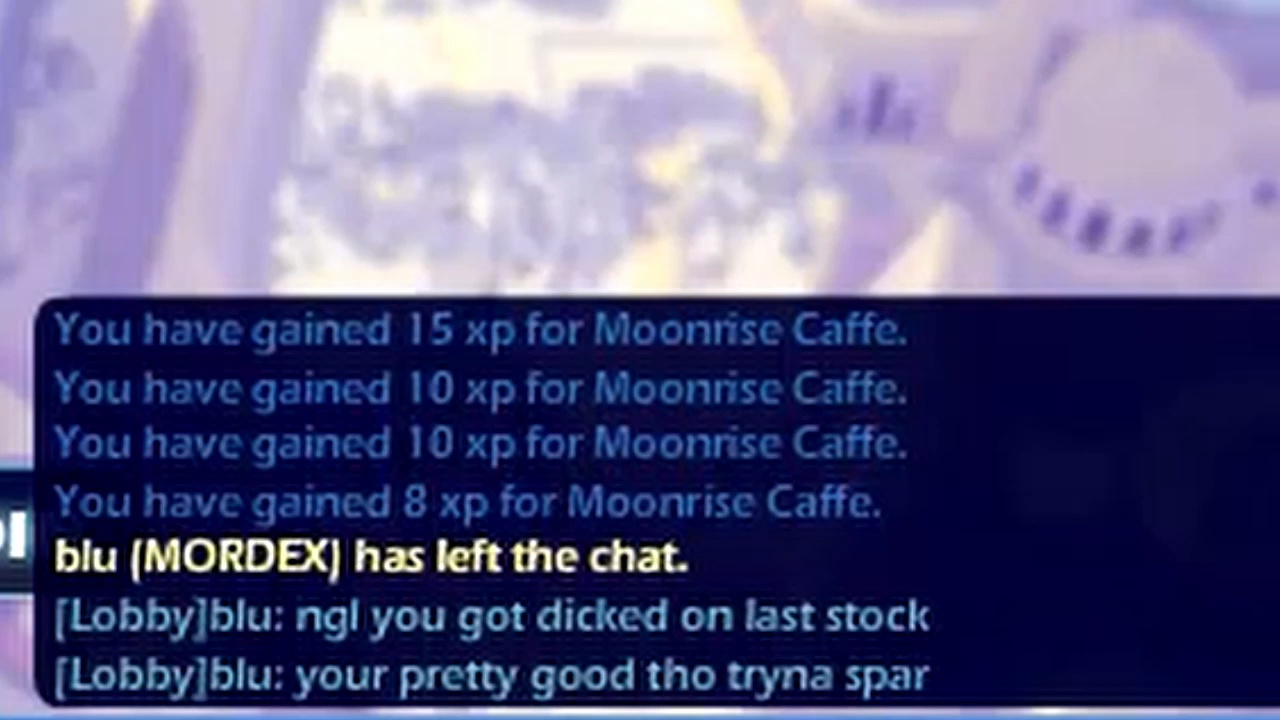 You have gained 15 xp for Moonrise Caffe.
You have gained 10 xp for Moonrise Caffe.
You have gained 10 xp for Moonrise Caffe.
You have gained 8 xp for Moonrise Caffe.
blu (MORDEX) has left the chat.
[Lobby]blu: ngl you got dicked on last stock
[Lobby]blu: your pretty good tho tryna spar